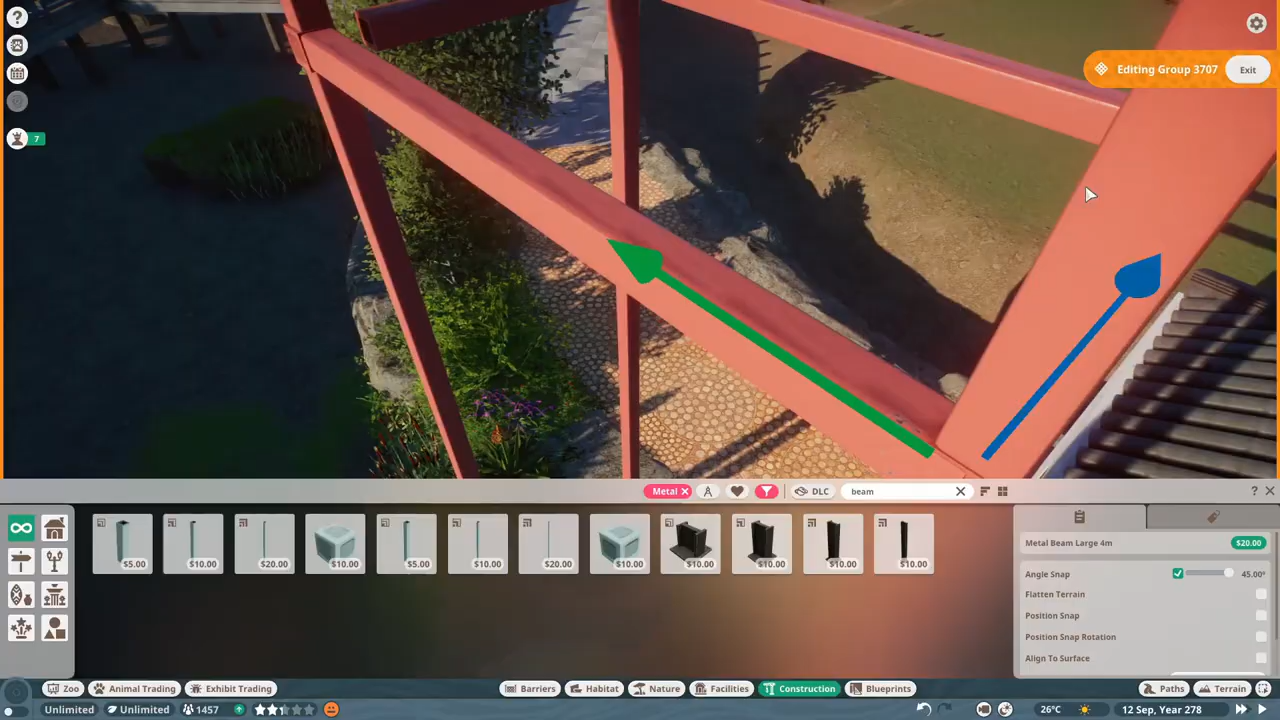 ?
Editing Group 3707
Exit
7
Metal
DLC
beam
?
$5.00
$10.00
$20.00
$10.00
$5.00
$10.00
$20.00
$10.00
$10.00
$10.00
$10.00
$10.00
Metal Beam Large 4m
$20.00
Angle Snap
45.00°
Flatten Terrain
Position Snap
Position Snap Rotation
Align To Surface
Zoo
Animal Trading
Exhibit Trading
Barriers
Habitat
Nature
Facilities
Construction
Blueprints
Paths
Terrain
Unlimited
Unlimited
1457
26°C
12 Sep, Year 278